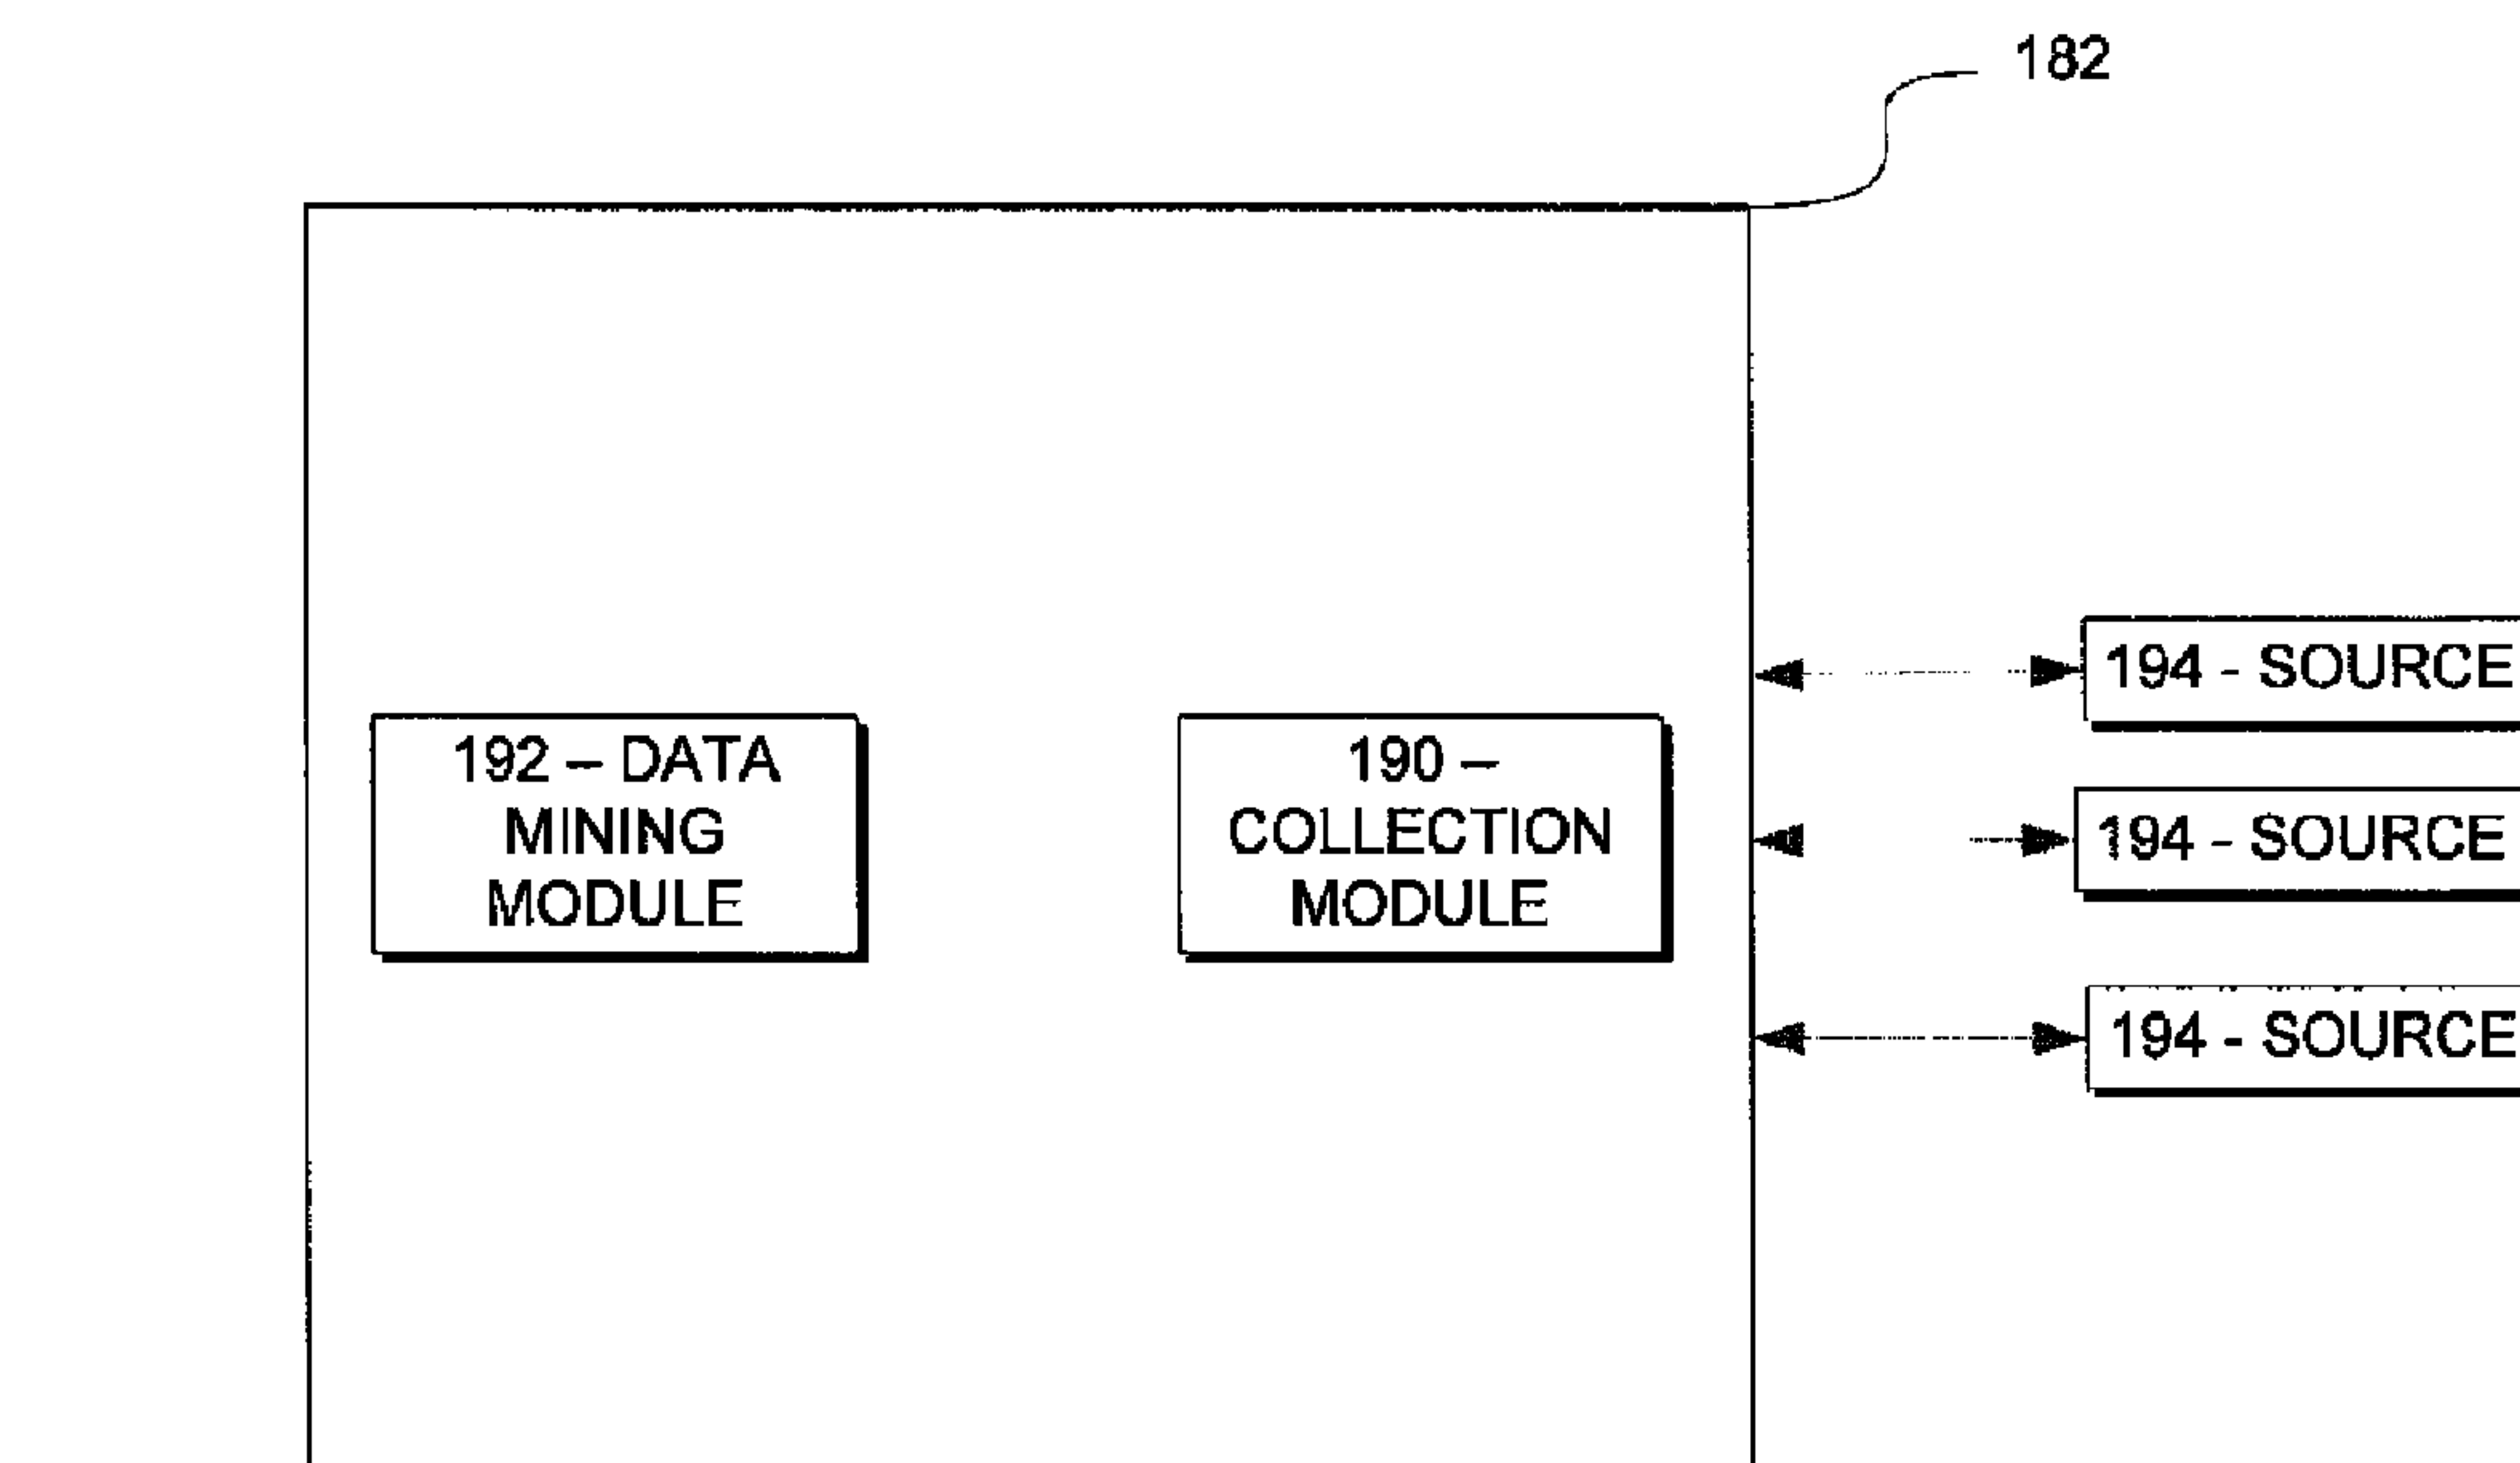 182
194 - SOURCE
192 – DATA
MINING
MODULE
190 –
COLLECTION
MODULE
194 - SOURCE
194 - SOURCE